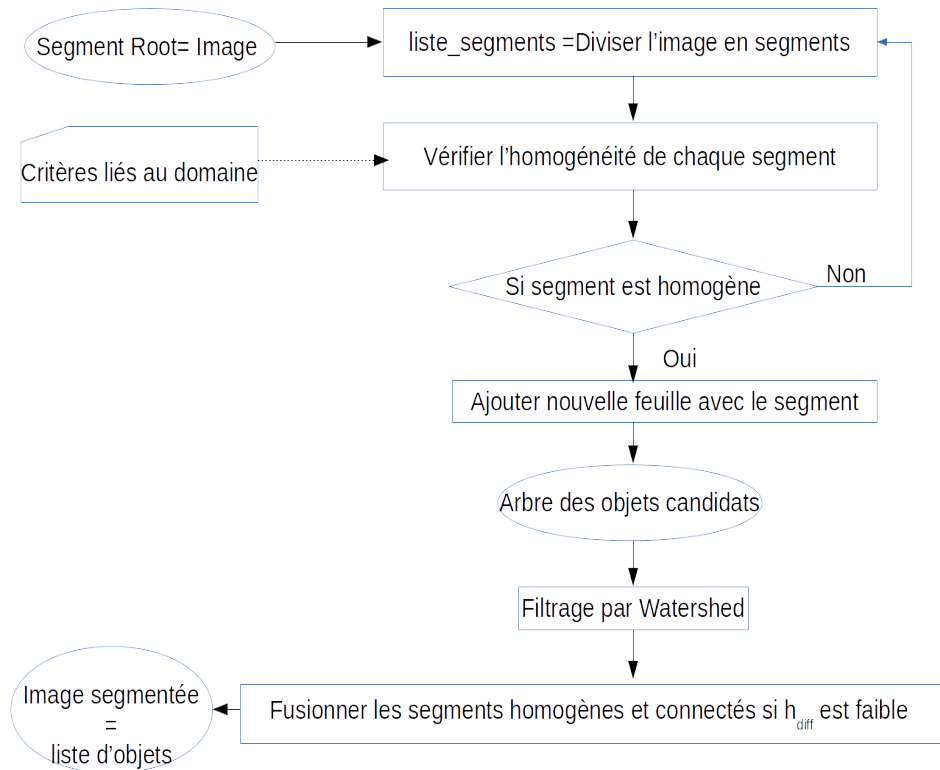 Segment Root= Image
liste_segments =Diviser l'image en segments
Critères liés au domaine
Vérifier l'homogénéité de chaque segment
Si segment est homogène
Non
Oui
Ajouter nouvelle feuille avec le segment
Arbre des objets candidats
Filtrage par Watershed
Fusionner les segments homogènes et connectés si h_diff est faible
Image segmentée
=
liste d'objets